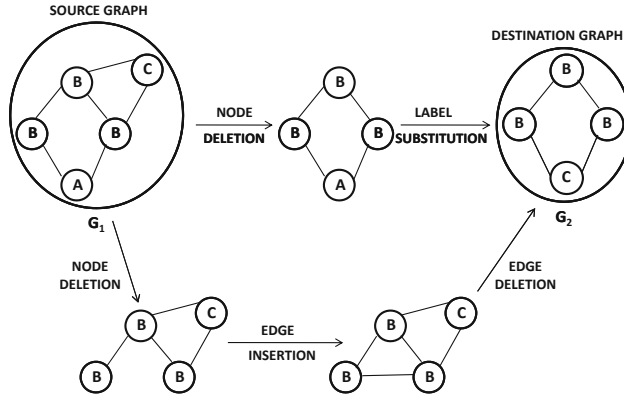 SOURCE GRAPH
DESTINATION GRAPH
B
C
B
B
A
G1
NODE
DELETION
B
B
B
A
LABEL
SUBSTITUTION
B
B
B
C
G2
NODE
DELETION
B
C
B
B
EDGE
INSERTION
B
C
B
B
EDGE
DELETION